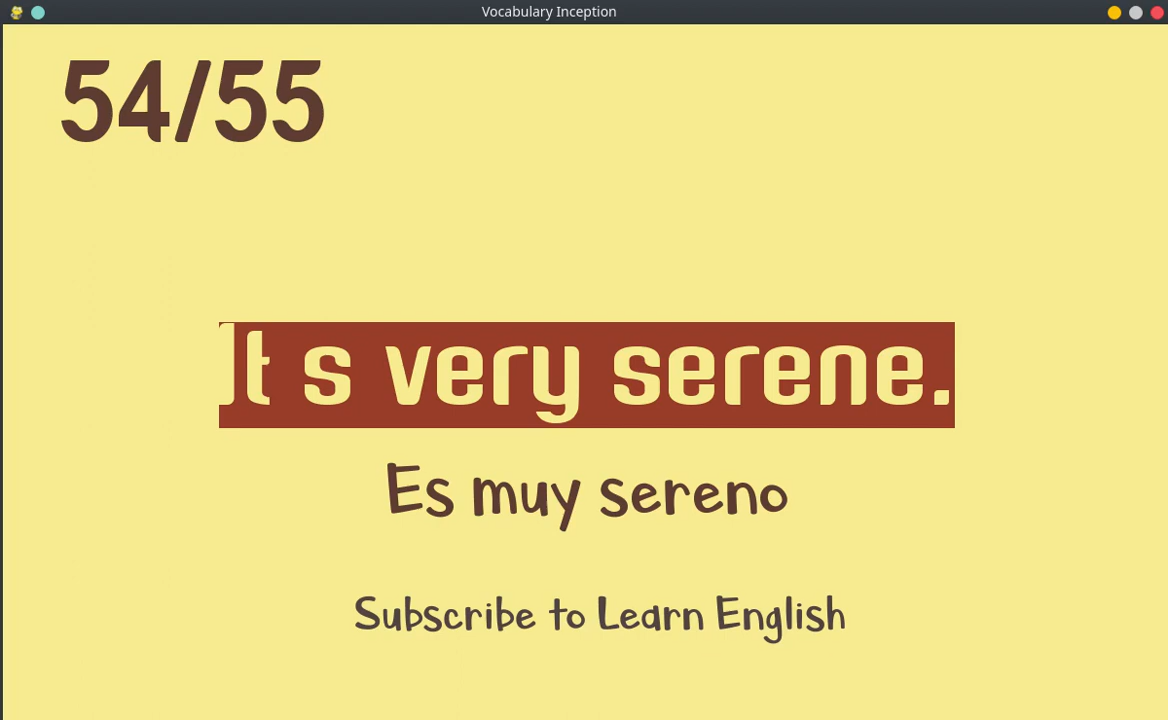 Vocabulary Inception
54/55
It s very serene.
Es muy sereno
Subscribe to Learn English